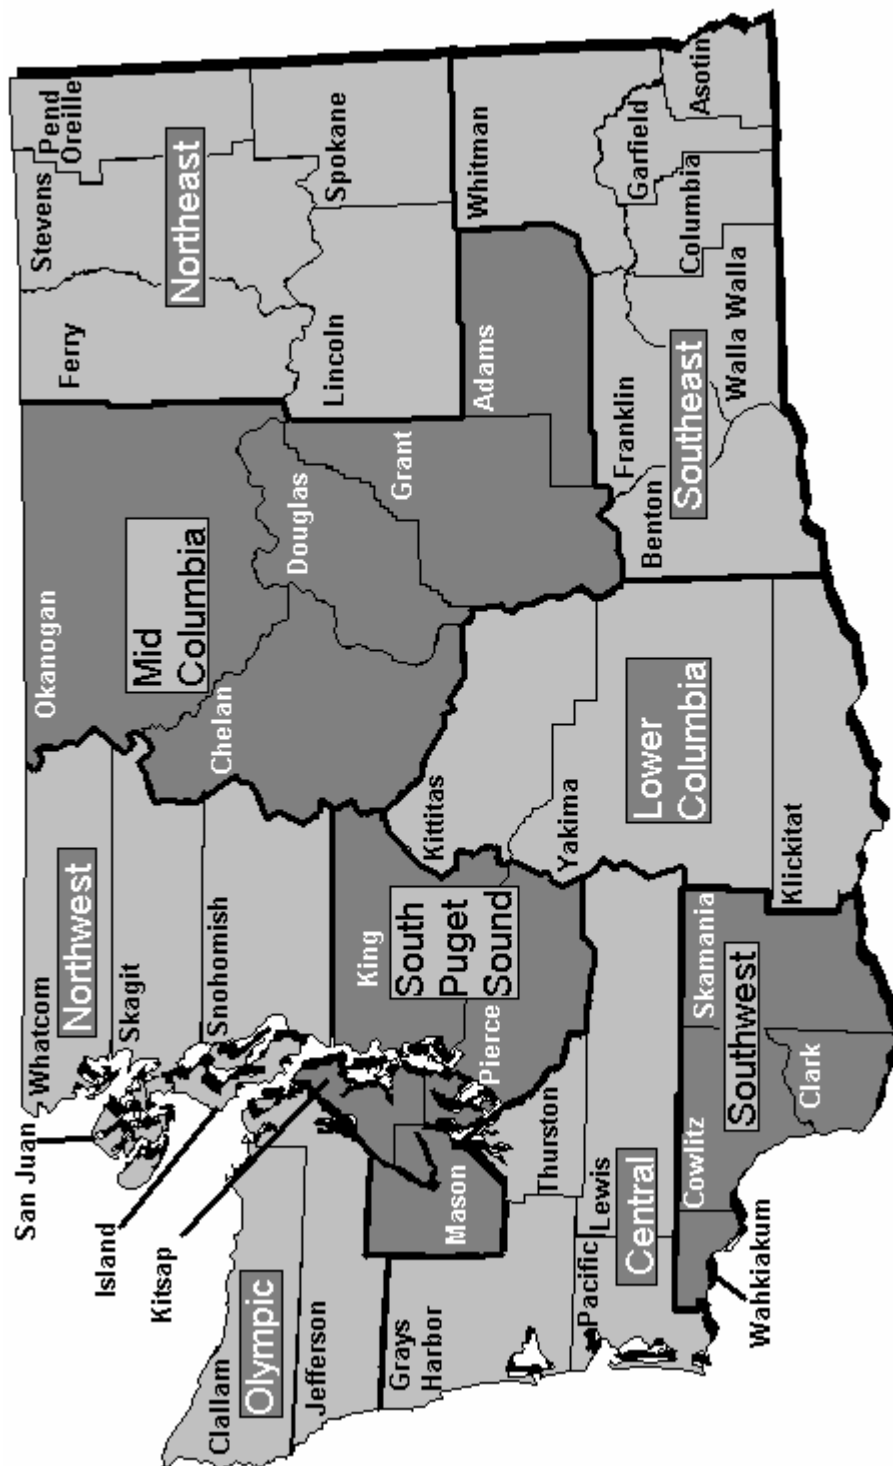 San Juan
Whatcom
Northwest
Skagit
Island
Snohomish
Kitsap
Clallam
Olympic
Jefferson
Grays
Harbor
Mason
King
South
Puget
Sound
Pierce
Thurston
Pacific
Lewis
Central
Wahkiakum
Cowlitz
Southwest
Clark
Skamania
Okanogan
Mid
Columbia
Chelan
Douglas
Grant
Adams
Kittitas
Yakima
Lower
Columbia
Klickitat
Ferry
Stevens
Pend
Oreille
Northeast
Lincoln
Spokane
Whitman
Franklin
Benton
Southeast
Walla Walla
Columbia
Garfield
Asotin